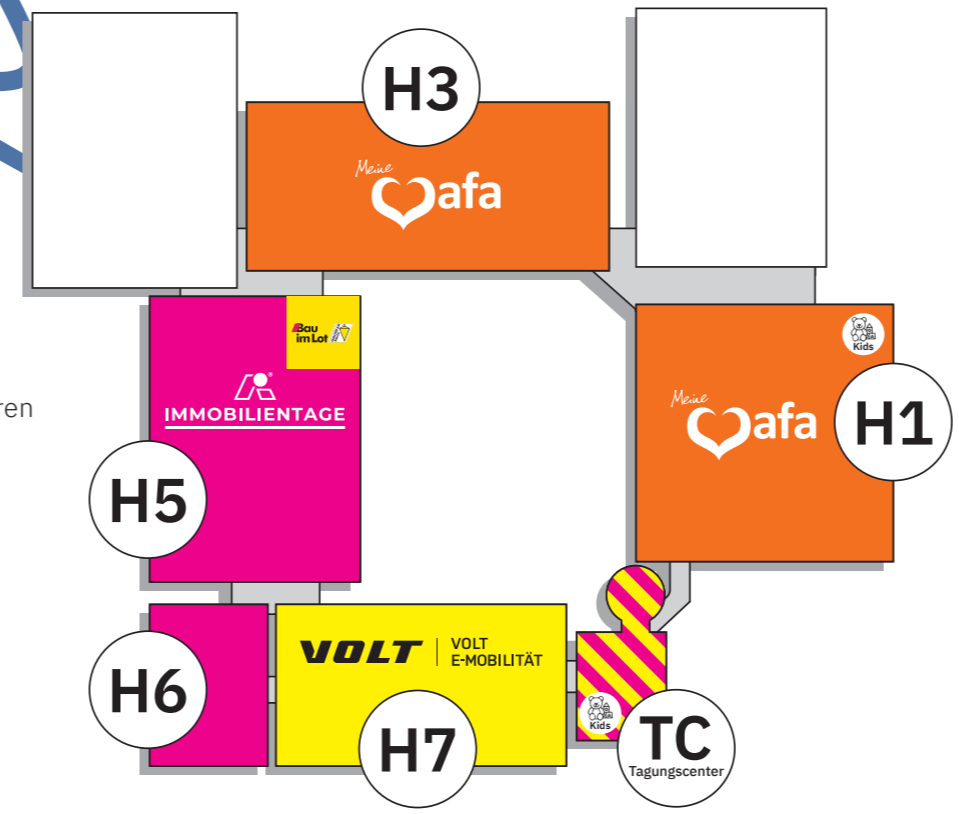 H3
Meine
afa
Bau
im Lot
Kids
IMMOBILIENTAGE
Meine
afa
H1
ren
H5
VOLT
VOLT
E-MOBILITÄT
H6
Kids
H7
TC
Tagungscenter